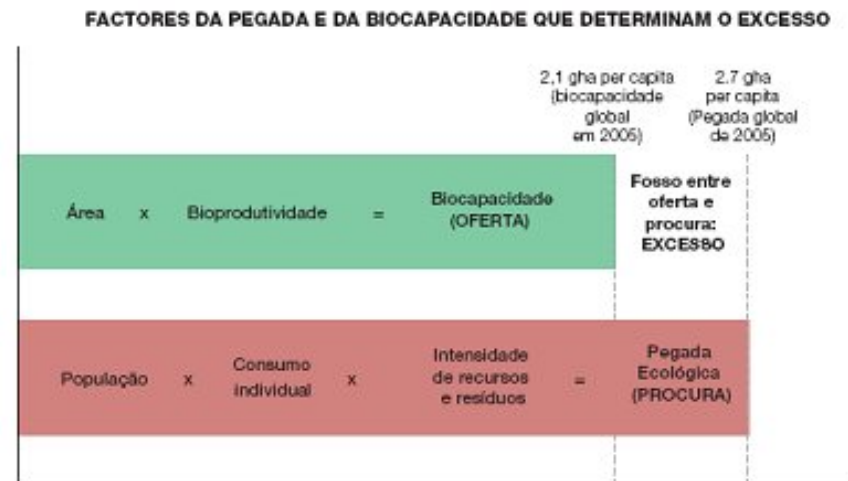 FACTORES DA PEGADA E DA BIOCAPACIDADE QUE DETERMINAM O EXCESSO
2,1 gha per capita
(biocapacidade
global
em 2005)
2.7 gha
per capita
(Pegada global
de 2005)
Área x Bioprodutividade =
Biocapacidade
(OFERTA)
Fosso entre
oferta e
procura:
EXCESSO
População x
Consumo
individual
x
Intensidade
de recursos
e resíduos
=
Pegada
Ecológica
(PROCURA)